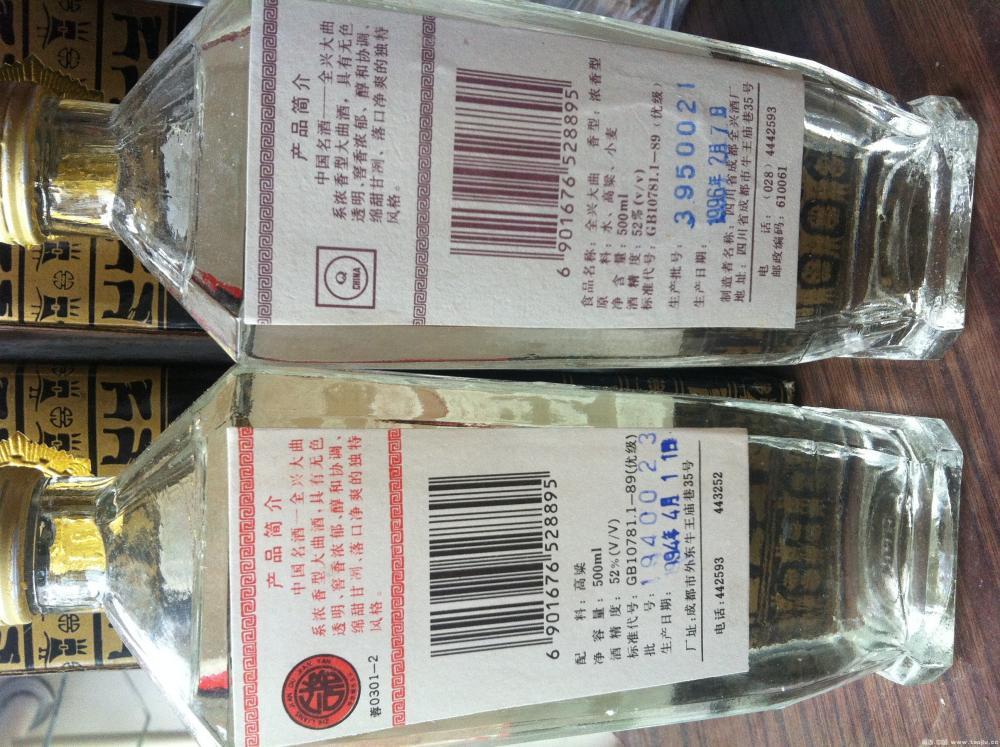 产品简介
中国名酒——全兴大曲
系浓香型大曲酒,具有无色
透明、窖香浓郁、醇和协调、
绵甜甘冽、落口净爽的独特
风格。
Q
CHINA
6 901676 528895
食品名称:全兴大曲 香型:浓香型
原料:水、高粱、小麦
净含量:500ml
酒精度:52%(v/v)
标准代号:GB10781.1—89(优级)
生产批号:3950021
生产日期:1996年2月7日
制造者名称:四川省成都全兴酒厂
地址:四川省成都市牛王庙巷35号
电话:(028)4442593
邮政编码:610061
产品简介
中国名酒—全兴大曲
系浓香型大曲酒,具有无色
透明、窖香浓郁、醇和协调、
绵甜甘冽、落口净爽的独特
风格。
蓉0301-2
6 901676 528895
配料:高粱
净容量:500ml
酒精度:52%(V/V)
标准代号:GB10781.1—89(优级)
批号:19400123
生产日期:1994年4月11日
厂址:成都市外东牛王庙巷35号
电话:442593 443252